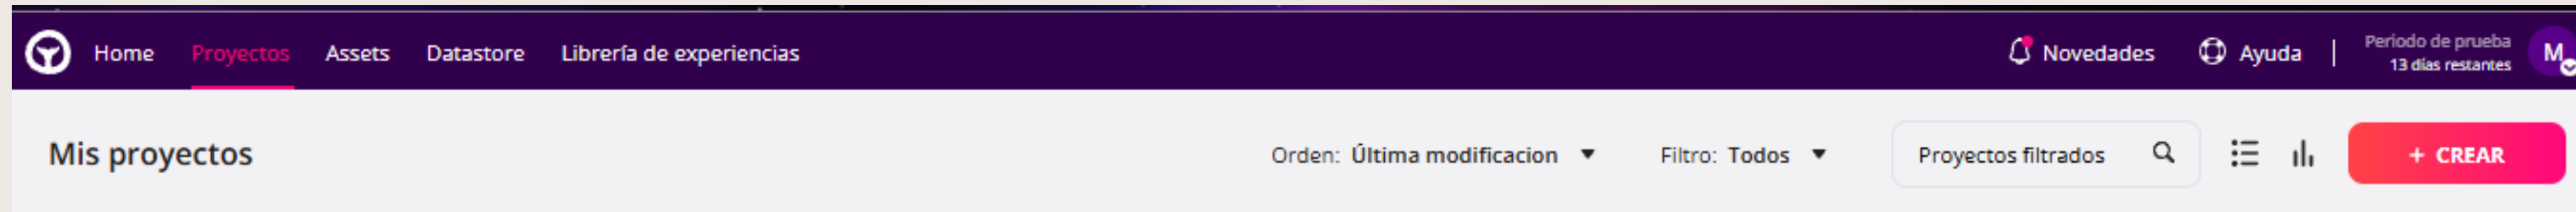 Home Proyectos Assets Datastore Librería de experiencias Novedades Ayuda Período de prueba
13 días restantes M
Mis proyectos Orden: Última modificacion Filtro: Todos Proyectos filtrados + CREAR